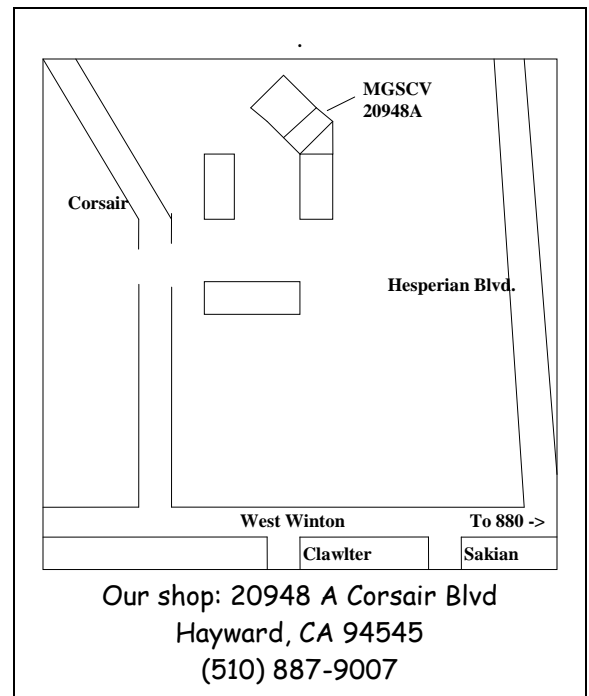 MGSCV
20948A
Corsair
Hesperian Blvd.
West Winton
To 880 ->
Clawlter
Sakian
Our shop: 20948 A Corsair Blvd
Hayward, CA 94545
(510) 887-9007